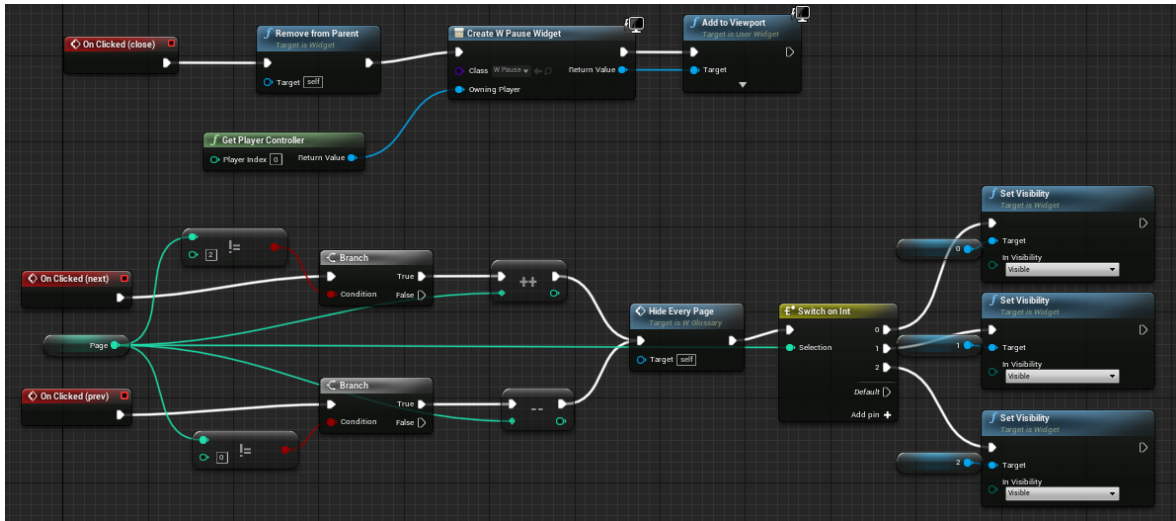 On Clicked (close)
Remove from Parent
Target is Widget
Target self
Create W Pause Widget
Class W Pause
Return Value
Owning Player
Add to Viewport
Target is User Widget
Target
Get Player Controller
Player Index 0
Return Value
On Clicked (next)
2 !=
Branch
True
Condition
False
++
Page
On Clicked (prev)
0 !=
Branch
True
Condition
False
--
Hide Every Page
Target is W Glossary
Target self
Switch on Int
Selection
0
1
2
Default
Add pin +
Set Visibility
Target is Widget
0
Target
In Visibility
Visible
Set Visibility
Target is Widget
1
Target
In Visibility
Visible
Set Visibility
Target is Widget
2
Target
In Visibility
Visible